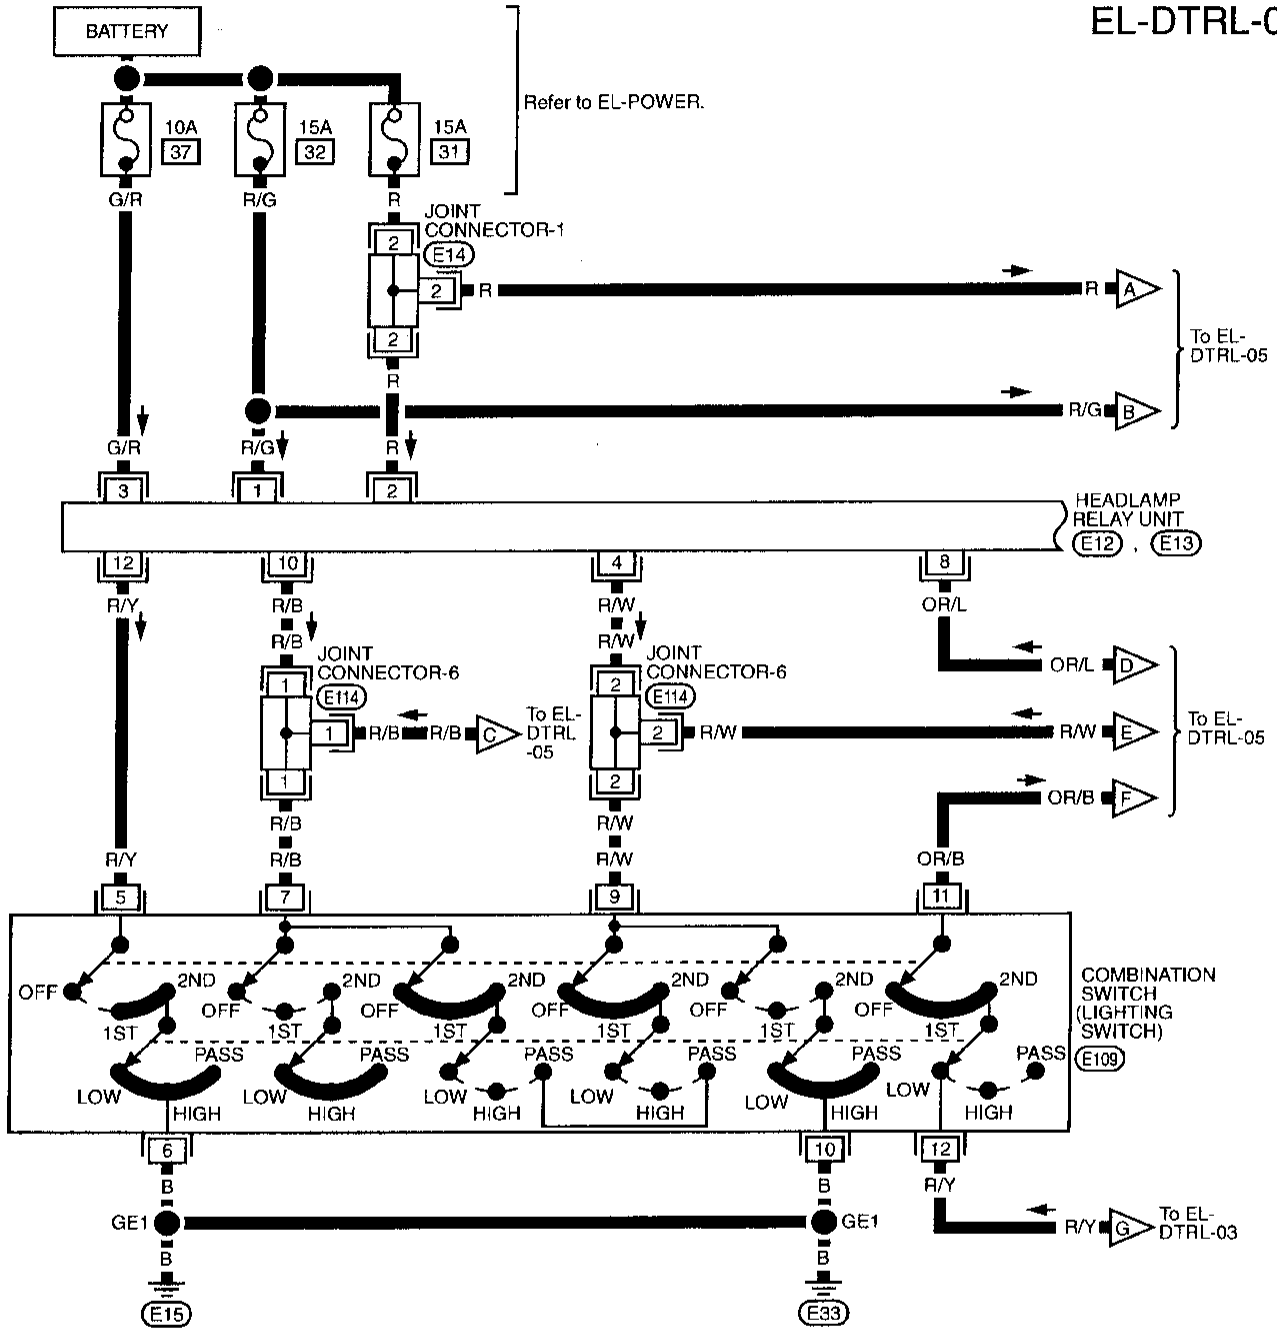 EL-DTRL-0
BATTERY
Refer to EL-POWER.
10A
37
15A
32
15A
31
G/R
R/G
R
JOINT
CONNECTOR-1
E14
2
2
R
R
A
2
R
To EL-
DTRL-05
R/G
B
G/R
R/G
R
3
1
2
HEADLAMP
RELAY UNIT
E12 , E13
12
10
4
8
R/Y
R/B
R/W
OR/L
R/B
R/W
JOINT
CONNECTOR-6
E114
JOINT
CONNECTOR-6
E114
1
2
OR/L
D
1
R/B
R/B
C
To EL-
DTRL
-05
2
R/W
R/W
E
To EL-
DTRL-05
1
2
OR/B
F
R/B
R/W
R/Y
R/B
R/W
OR/B
5
7
9
11
OFF
1ST
2ND
OFF
1ST
2ND
OFF
1ST
2ND
OFF
1ST
2ND
OFF
1ST
2ND
OFF
1ST
2ND
COMBINATION
SWITCH
(LIGHTING
SWITCH)
E109
LOW
HIGH
PASS
LOW
HIGH
PASS
LOW
HIGH
PASS
LOW
HIGH
PASS
LOW
HIGH
PASS
LOW
HIGH
PASS
6
10
12
B
B
R/Y
GE1
GE1
R/Y
G
To EL-
DTRL-03
B
B
E15
E33